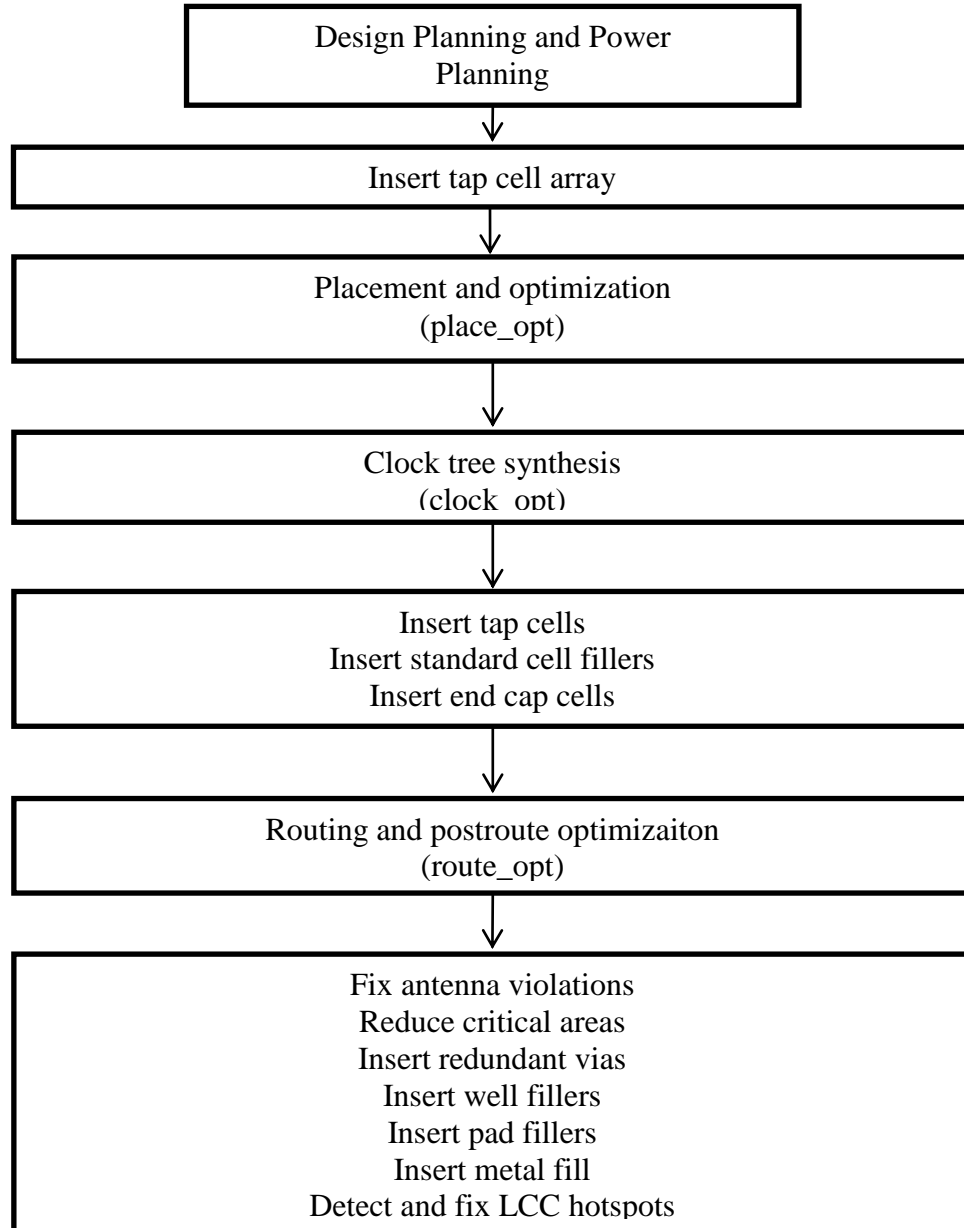 Design Planning and Power
Planning
Insert tap cell array
Placement and optimization
(place_opt)
Clock tree synthesis
(clock_opt)
Insert tap cells
Insert standard cell fillers
Insert end cap cells
Routing and postroute optimizaiton
(route_opt)
Fix antenna violations
Reduce critical areas
Insert redundant vias
Insert well fillers
Insert pad fillers
Insert metal fill
Detect and fix LCC hotspots